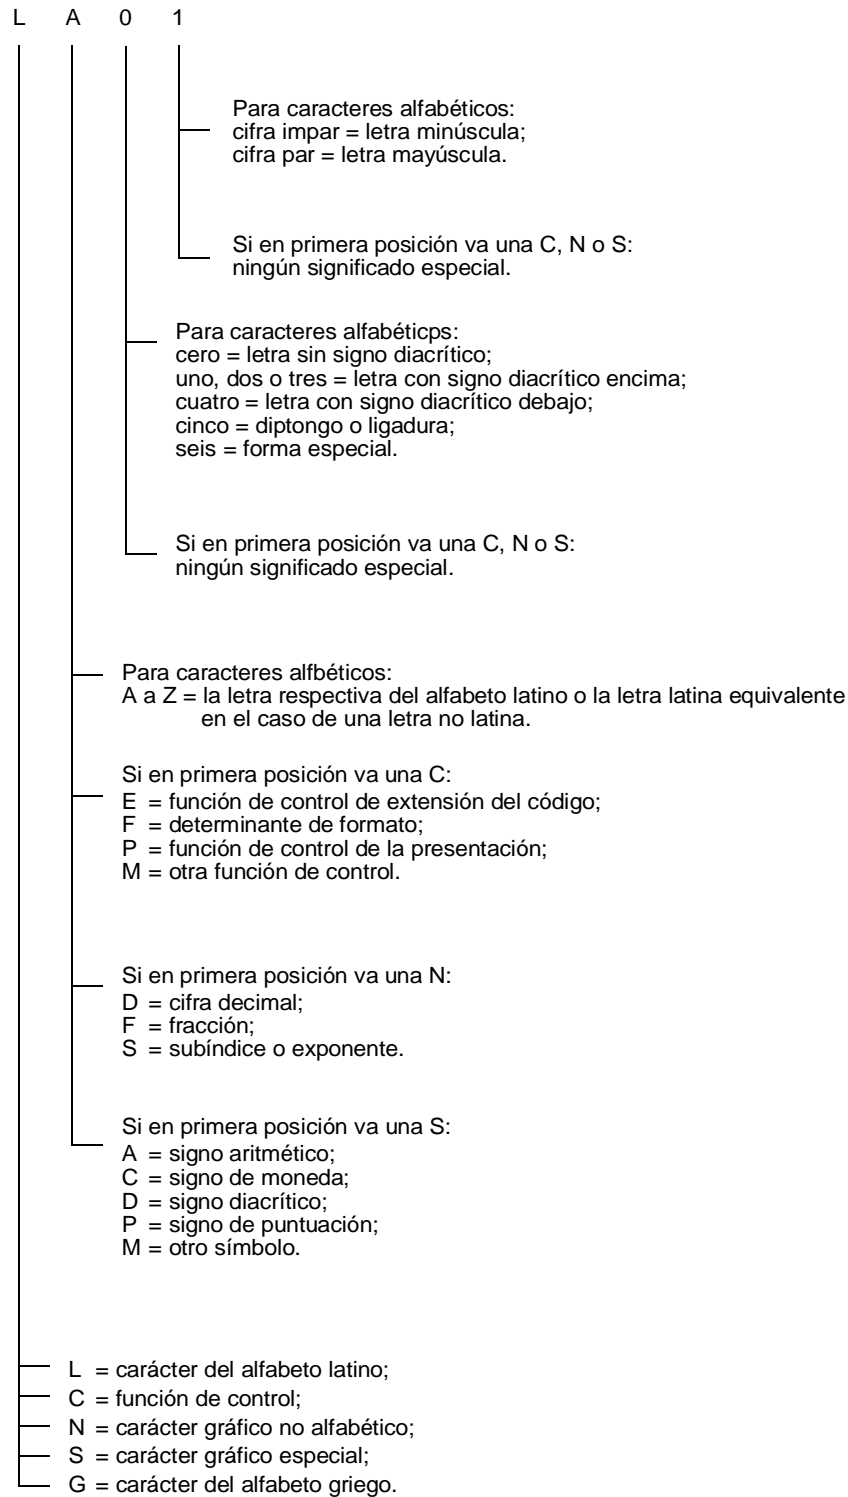 L A 0 1
Para caracteres alfabéticos:
cifra impar = letra minúscula;
cifra par = letra mayúscula.
Si en primera posición va una C, N o S:
ningún significado especial.
Para caracteres alfabéticps:
cero = letra sin signo diacrítico;
uno, dos o tres = letra con signo diacrítico encima;
cuatro = letra con signo diacrítico debajo;
cinco = diptongo o ligadura;
seis = forma especial.
Si en primera posición va una C, N o S:
ningún significado especial.
Para caracteres alfbéticos:
A a Z = la letra respectiva del alfabeto latino o la letra latina equivalente
en el caso de una letra no latina.
Si en primera posición va una C:
E = función de control de extensión del código;
F = determinante de formato;
P = función de control de la presentación;
M = otra función de control.
Si en primera posición va una N:
D = cifra decimal;
F = fracción;
S = subíndice o exponente.
Si en primera posición va una S:
A = signo aritmético;
C = signo de moneda;
D = signo diacrítico;
P = signo de puntuación;
M = otro símbolo.
L = carácter del alfabeto latino;
C = función de control;
N = carácter gráfico no alfabético;
S = carácter gráfico especial;
G = carácter del alfabeto griego.